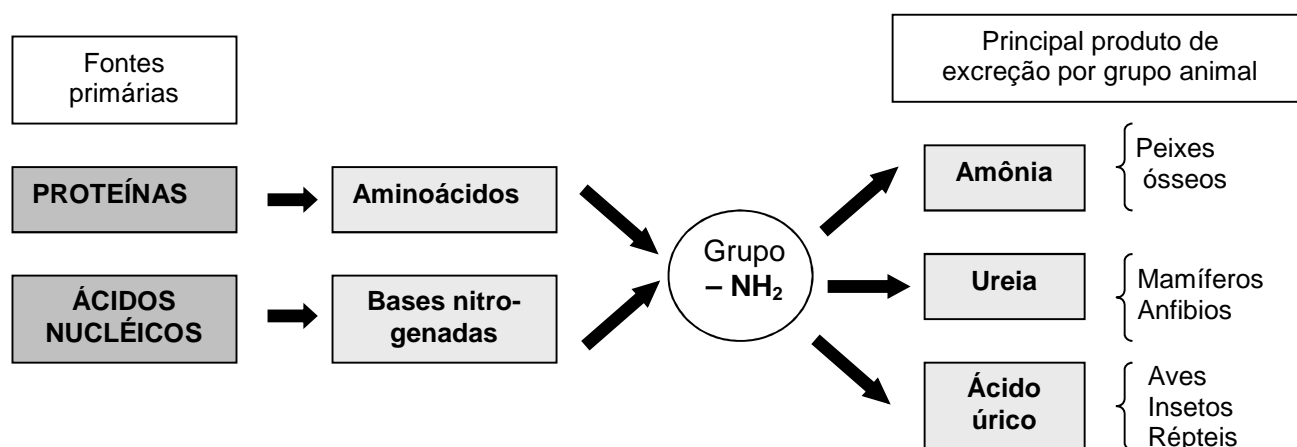 Fontes
primárias
Principal produto de
excreção por grupo animal
PROTEÍNAS
Aminoácidos
ÁCIDOS
NUCLÉICOS
Bases nitro-
genadas
Grupo
– NH₂
Amônia
Peixes
ósseos
Ureia
Mamíferos
Anfibios
Ácido
úrico
Aves
Insetos
Répteis